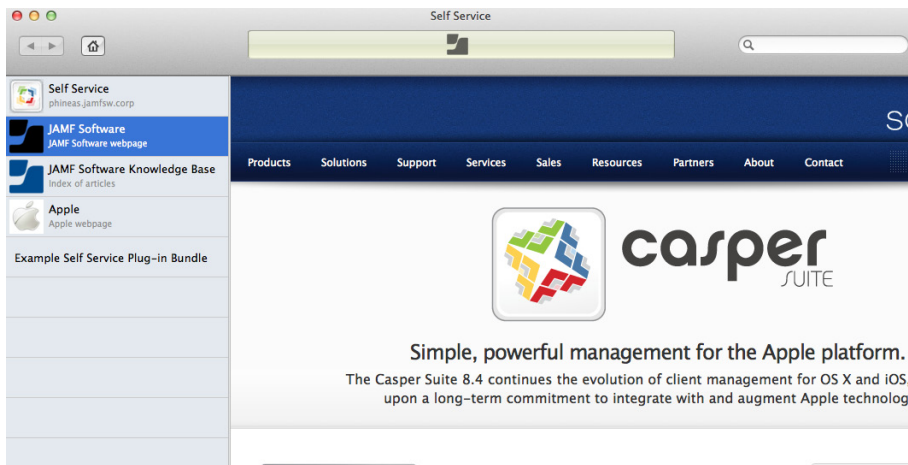 Self Service
Self Service
phineas.jamfsw.corp
JAMF Software
JAMF Software webpage
JAMF Software Knowledge Base
Index of articles
Apple
Apple webpage
Example Self Service Plug-in Bundle
Products Solutions Support Services Sales Resources Partners About Contact
casper
SUITE
Simple, powerful management for the Apple platform.
The Casper Suite 8.4 continues the evolution of client management for OS X and iOS,
upon a long-term commitment to integrate with and augment Apple technolog